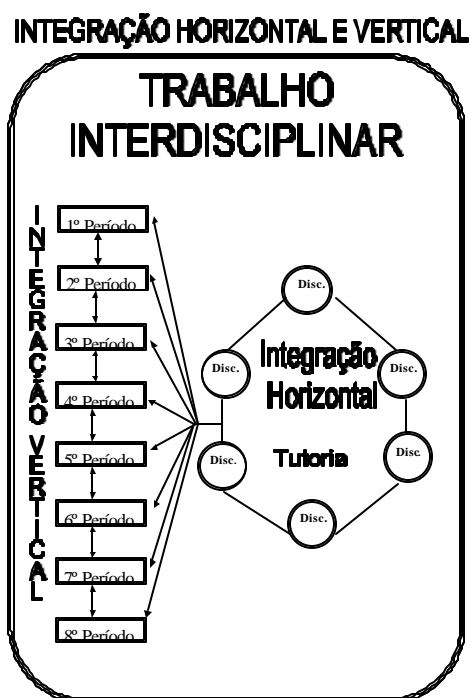 INTEGRAÇÃO HORIZONTAL E VERTICAL
TRABALHO
INTERDISCIPLINAR
INTEGRAÇÃO VERTICAL
1º Período
2º Período
3º Período
4º Período
5º Período
6º Período
7º Período
8º Período
Disc.
Disc.
Integração
Horizontal
Disc.
Disc.
Tutoria
Disc
Disc.